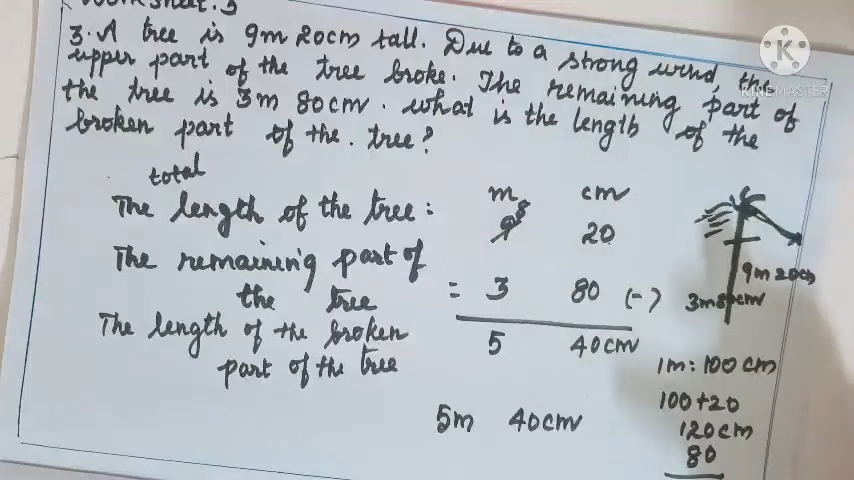 Worksheet.3
3. A tree is 9m 20cm tall. Due to a strong wind, the
upper part of the tree broke. The remaining part of
the tree is 3m 80cm. what is the length of the
broken part of the tree?
total
m cm
The length of the tree: 9 8 20
The remaining part of
the tree = 3 80 (-)
The length of the broken
part of the tree 5 40cm
5m 40cm
9m 20cm
3m80cm
1m: 100cm
100+20
120cm
80
KINEMASTER